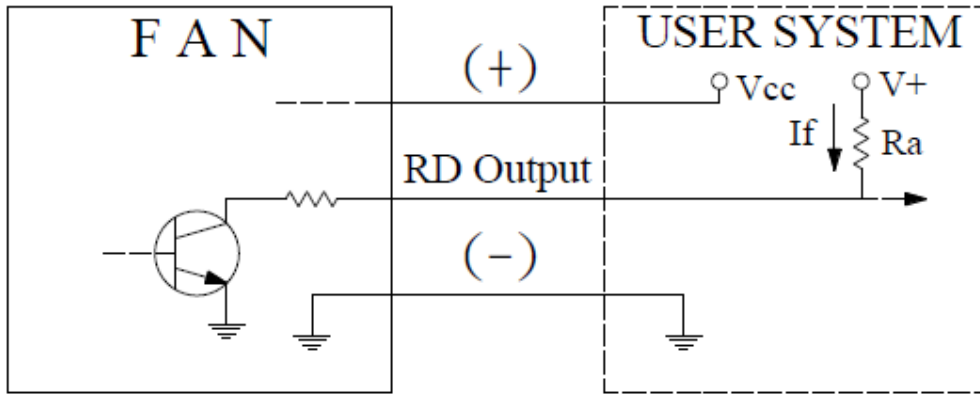 F A N
USER SYSTEM
(+)
Vcc
V+
If
Ra
RD Output
(-)